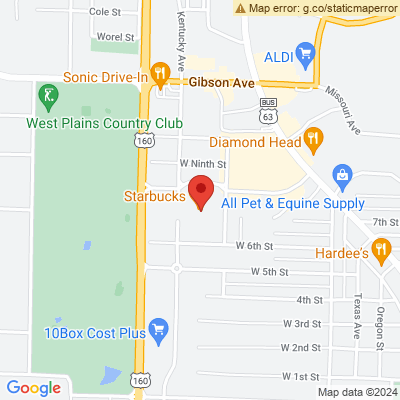 Map error: g.co/staticmaperror
Cole St
Worel St
Kentucky Ave
ALDI
Sonic Drive-In
Gibson Ave
Missouri Ave
BUS
63
West Plains Country Club
160
Diamond Head
W Ninth St
Starbucks
All Pet & Equine Supply
7th St
W 6th St
Hardee's
W 5th St
4th St
Texas Ave
Oregon St
10Box Cost Plus
W 3rd St
W 2nd St
160
W 1st St
Google
Map data ©2024